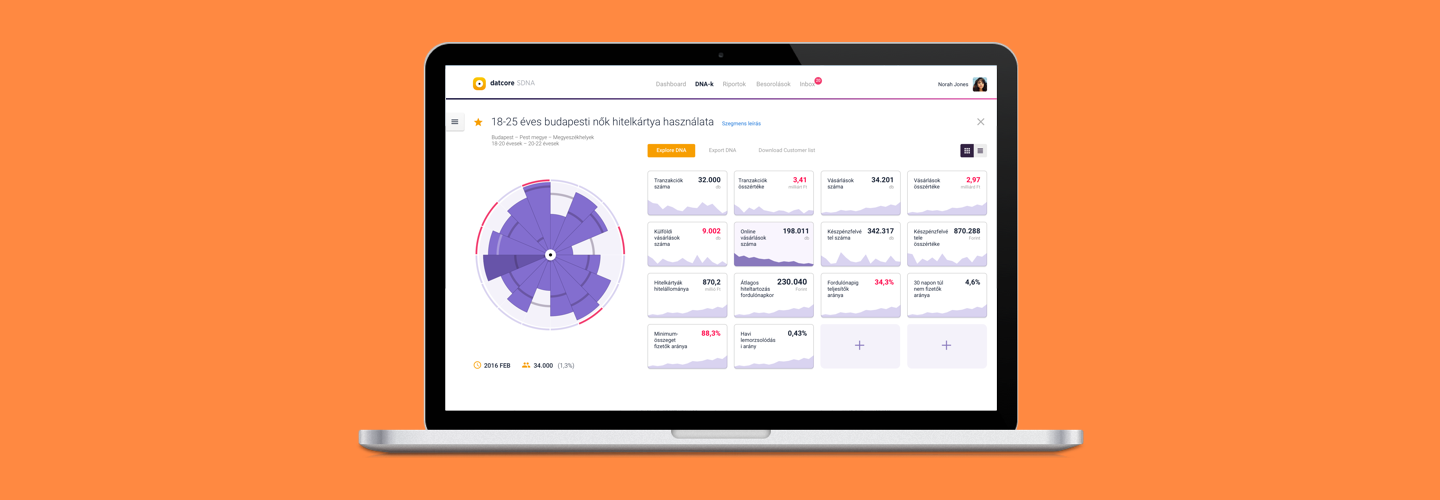 datcore SDNA
Dashboard DNA-k Riportok Besorolások Inbox
Norah Jones
18-25 éves budapesti nők hitelkártya használata Szegmens leírás
Budapest – Pest megye – Megyeszékhelyek
18-20 évesek – 20-22 évesek
Explore DNA Export DNA Download Customer list
Tranzakciók
száma
32.000
db
Tranzakciók
összértéke
3,41
milliárd Ft
Vásárlások
száma
34.201
db
Vásárlások
összértéke
2,97
milliárd Ft
Külföldi
vásárlások
száma
9.002
db
Online
vásárlások
száma
198.011
db
Készpénzfelvé
tel száma
342.317
db
Készpénzfelvé
tele
összértéke
870.288
Forint
Hitelkártyák
hitelállománya
870,2
millió Ft
Átlagos
hiteltartozás
fordulónapkor
230.040
Forint
Fordulónapig
teljesítők
aránya
34,3%
30 napon túl
nem fizetők
aránya
4,6%
Minimum-
összeget
fizetők aránya
88,3%
Havi
lemorzsolódás
i arány
0,43%
2016 FEB 34.000 (1,3%)